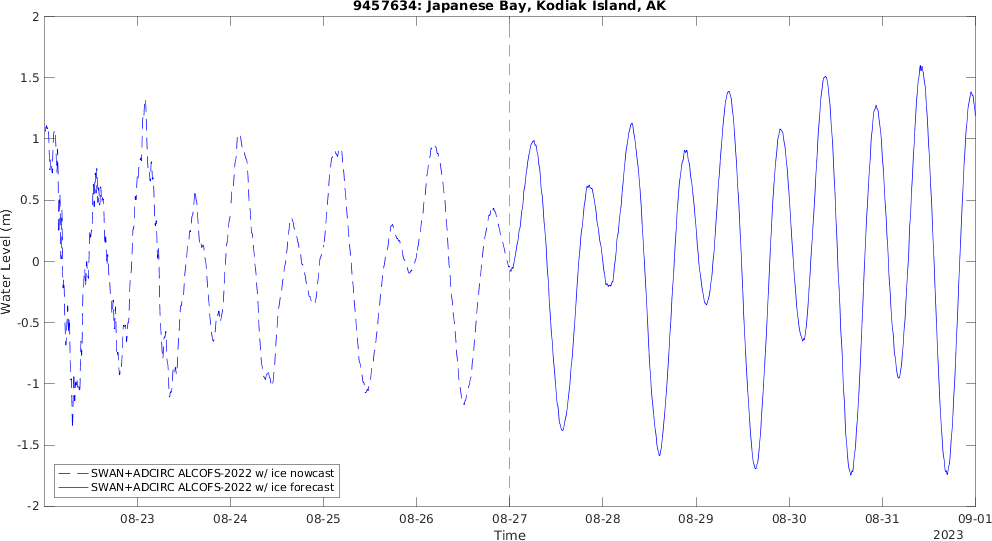 9457634: Japanese Bay, Kodiak Island, AK
Water Level (m)
2
1.5
1
0.5
0
-0.5
-1
-1.5
-2
SWAN+ADCIRC ALCOFS-2022 w/ ice nowcast
SWAN+ADCIRC ALCOFS-2022 w/ ice forecast
08-23 08-24 08-25 08-26 08-27 08-28 08-29 08-30 08-31 09-01
Time
2023